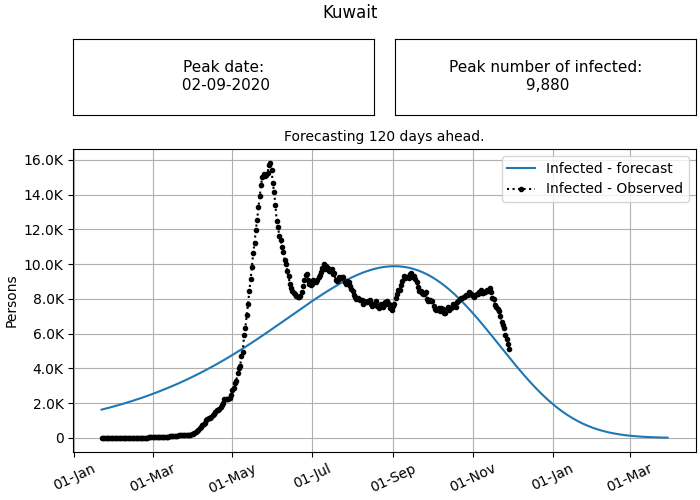 Kuwait
Peak date:
02-09-2020
Peak number of infected:
9,880
Forecasting 120 days ahead.
Infected - forecast
Infected - Observed
Persons
16.0K
14.0K
12.0K
10.0K
8.0K
6.0K
4.0K
2.0K
0
01-Jan
01-Mar
01-May
01-Jul
01-Sep
01-Nov
01-Jan
01-Mar